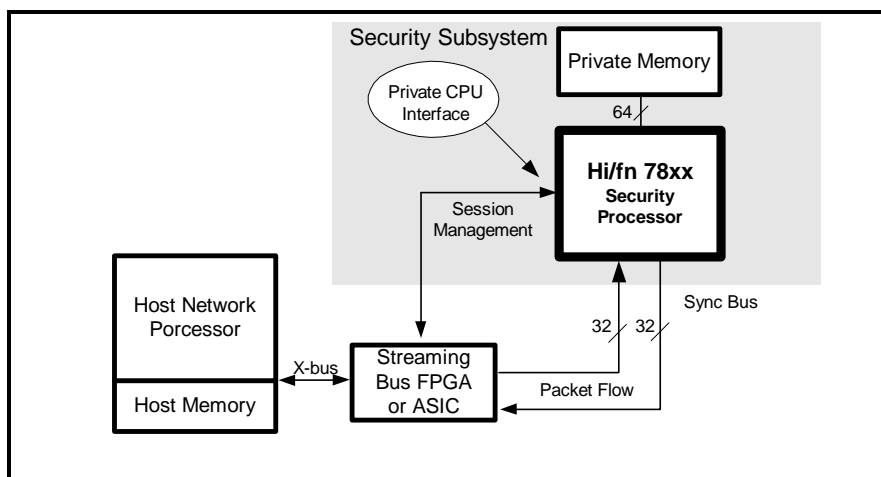 Security Subsystem
Private Memory
Private CPU
Interface
64
Hi/fn 78xx
Security
Processor
Session
Management
Host Network
Porcessor
Host Memory
X-bus
Streaming
Bus FPGA
or ASIC
32
32
Sync Bus
Packet Flow